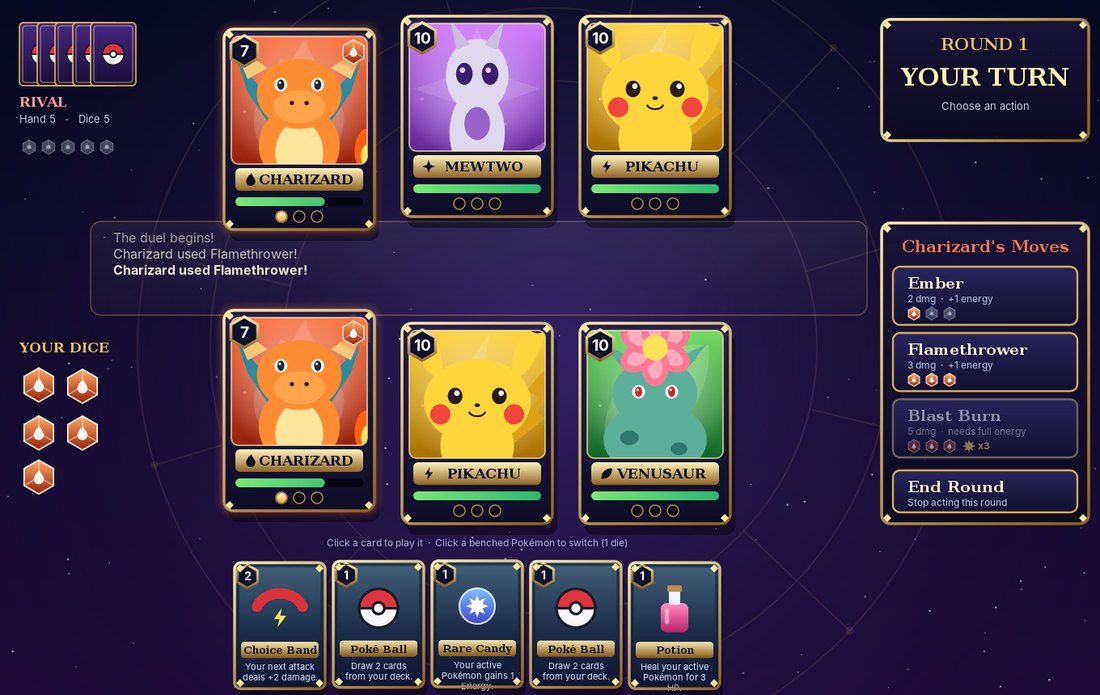 RIVAL
Hand 5 · Dice 5
7
CHARIZARD
10
MEWTWO
10
PIKACHU
ROUND 1
YOUR TURN
Choose an action
The duel begins!
Charizard used Flamethrower!
Charizard used Flamethrower!
YOUR DICE
7
CHARIZARD
10
PIKACHU
10
VENUSAUR
Charizard's Moves
Ember
2 dmg · +1 energy
Flamethrower
3 dmg · +1 energy
Blast Burn
5 dmg · needs full energy
x3
End Round
Stop acting this round
Click a card to play it · Click a benched Pokémon to switch (1 die)
2
Choice Band
Your next attack
deals +2 damage.
1
Poké Ball
Draw 2 cards
from your deck.
1
Rare Candy
Your active
Pokémon gains 1
Energy.
1
Poké Ball
Draw 2 cards
from your deck.
1
Potion
Heal your active
Pokémon for 3
HP.